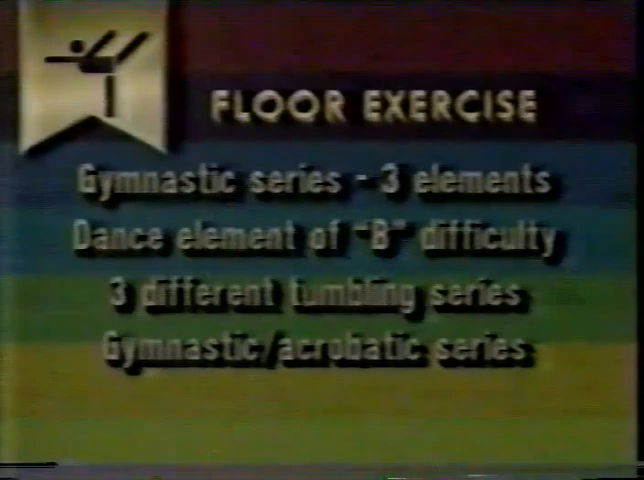 FLOOR EXERCISE
Gymnastic series - 3 elements
Dance element of "B" difficulty
3 different tumbling series
Gymnastic/acrobatic series